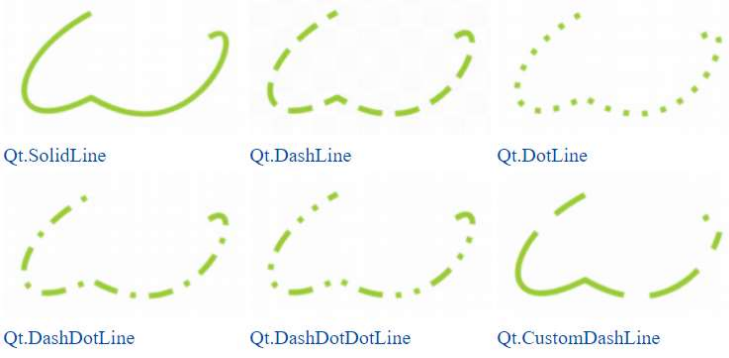 Qt.SolidLine
Qt.DashLine
Qt.DotLine
Qt.DashDotLine
Qt.DashDotDotLine
Qt.CustomDashLine